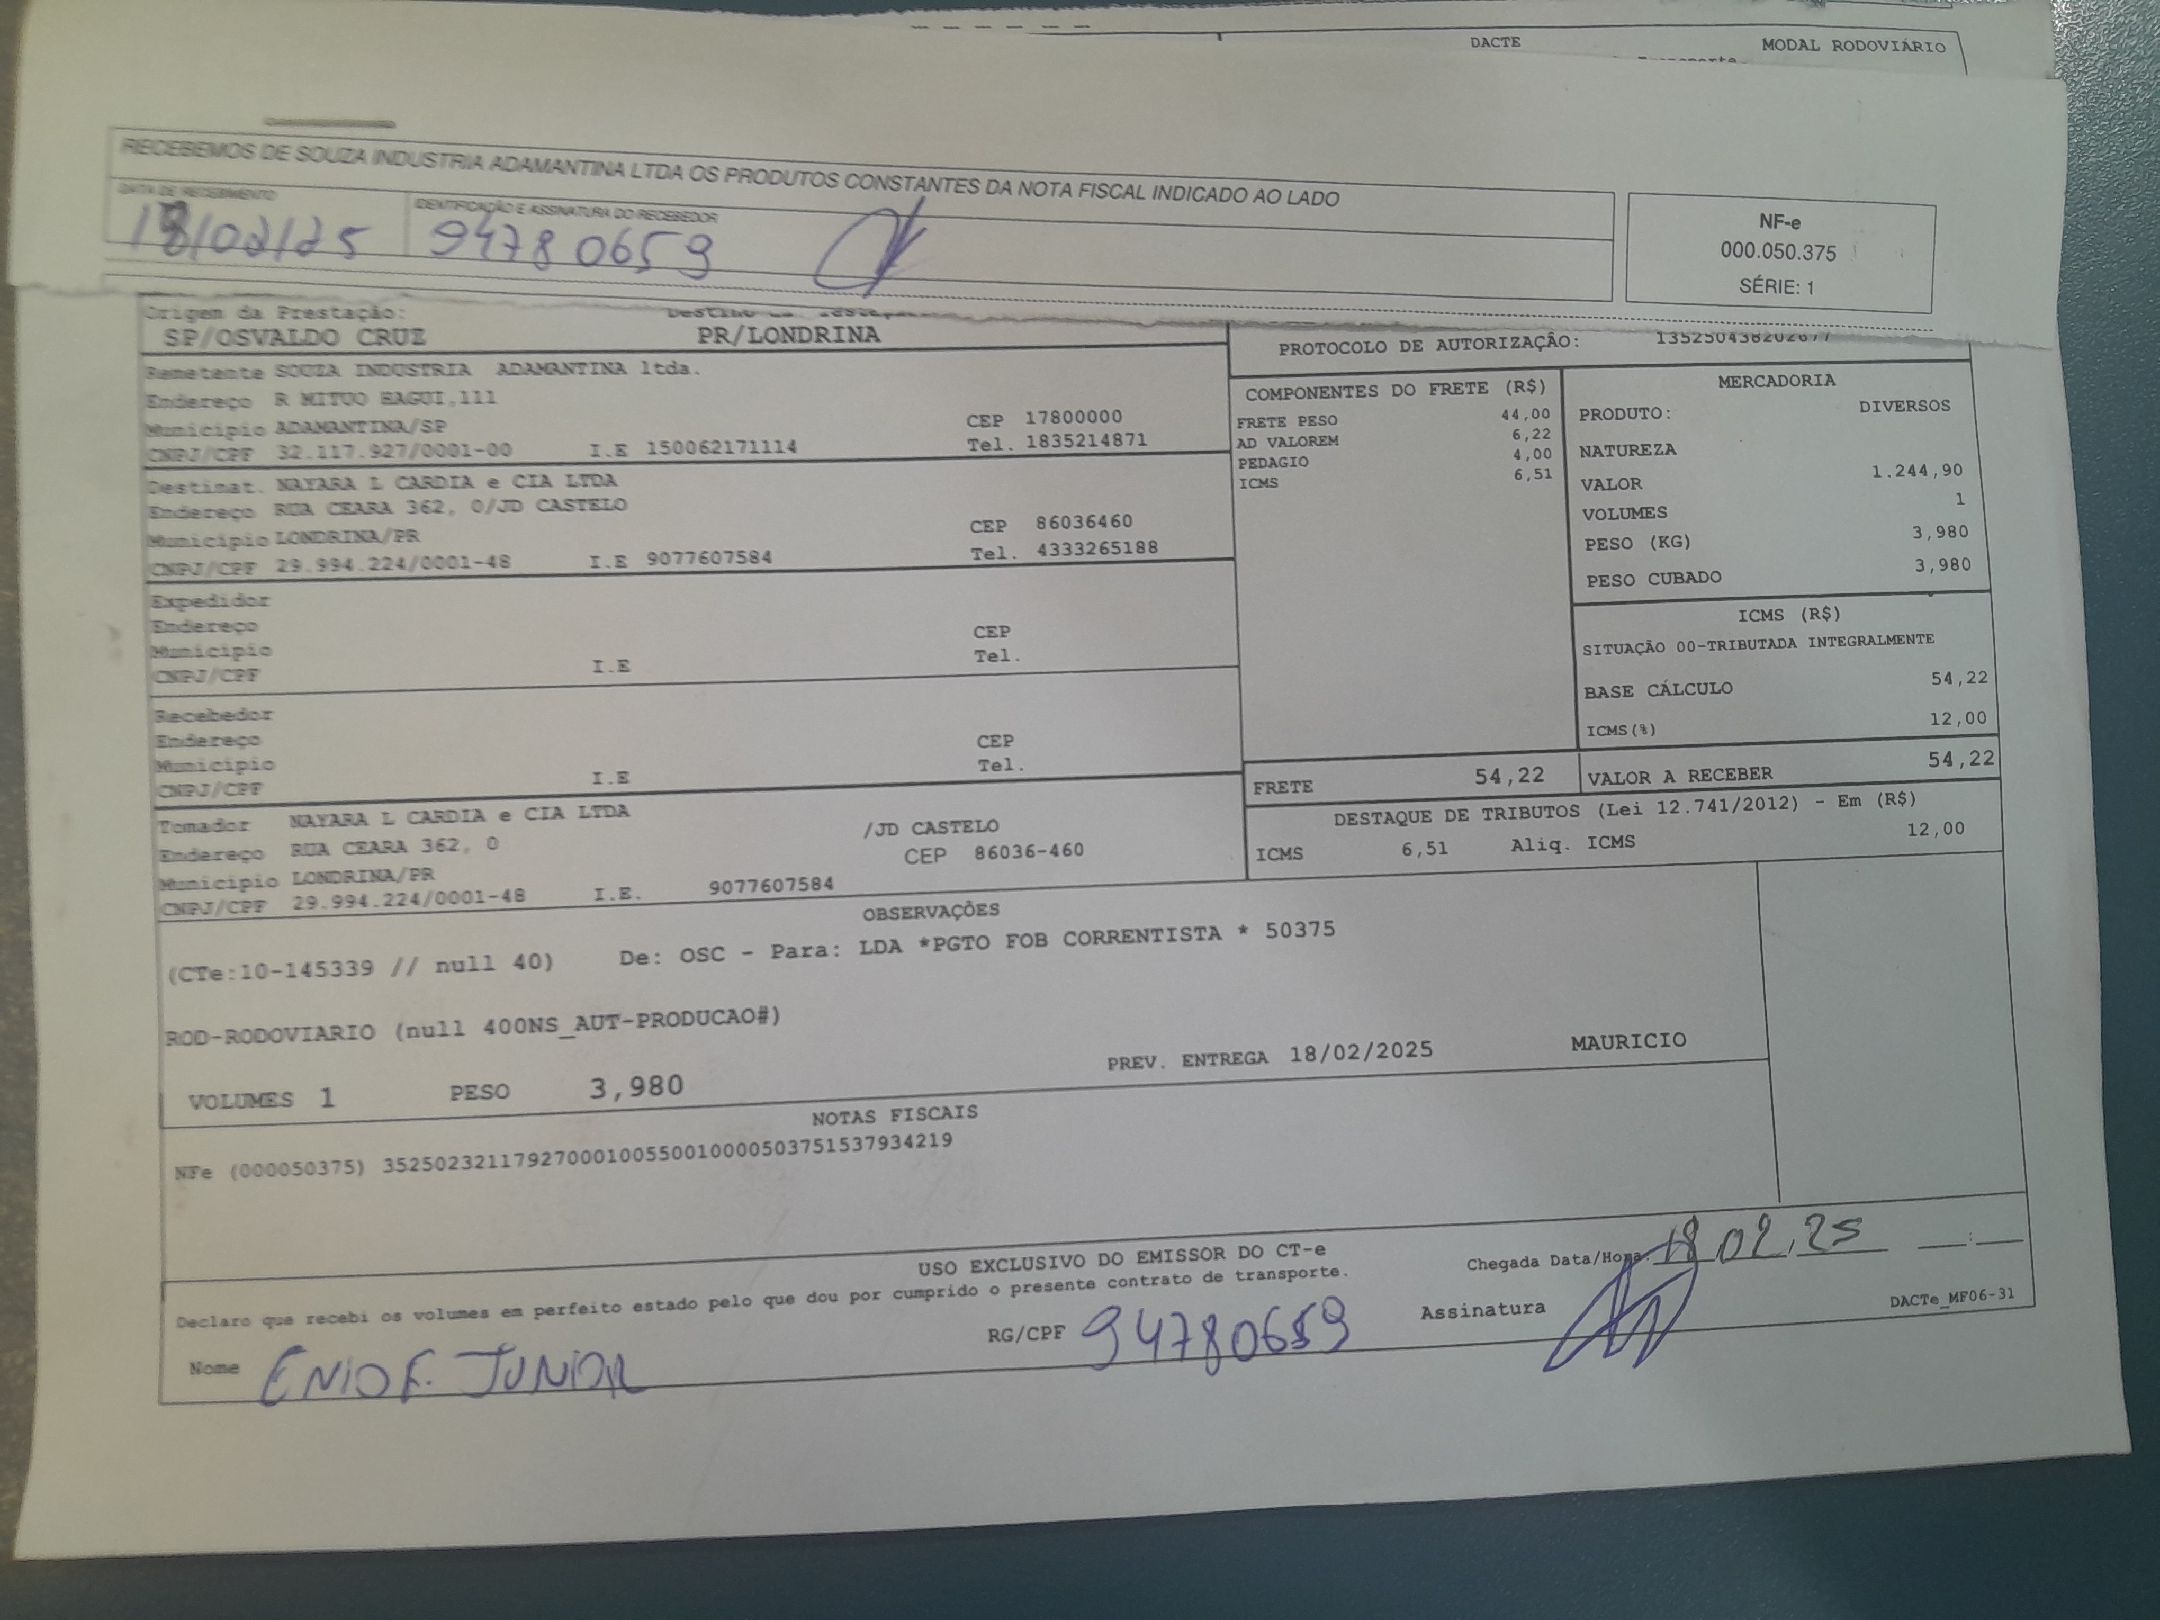 DACTE MODAL RODOVIÁRIO
RECEBEMOS DE SOUZA INDUSTRIA ADAMANTINA LTDA OS PRODUTOS CONSTANTES DA NOTA FISCAL INDICADO AO LADO
DATA DE RECEBIMENTO IDENTIFICAÇÃO E ASSINATURA DO RECEBEDOR
18/02/25 94780659
NF-e
000.050.375
SÉRIE: 1
Origem da Prestação:
SP/OSVALDO CRUZ PR/LONDRINA
PROTOCOLO DE AUTORIZAÇÃO: 135250438202677
Remetente SOUZA INDUSTRIA ADAMANTINA ltda.
Endereço R MITUO HAGUI,111
Município ADAMANTINA/SP CEP 17800000
CNPJ/CPF 32.117.927/0001-00 I.E 150062171114 Tel. 1835214871
Destinat. NAYARA L CARDIA e CIA LTDA
Endereço RUA CEARA 362, 0/JD CASTELO
Município LONDRINA/PR CEP 86036460
CNPJ/CPF 29.994.224/0001-48 I.E 9077607584 Tel. 4333265188
Expedidor
Endereço
Município CEP
CNPJ/CPF I.E Tel.
Recebedor
Endereço
Município CEP
CNPJ/CPF I.E Tel.
Tomador NAYARA L CARDIA e CIA LTDA
Endereço RUA CEARA 362, 0 /JD CASTELO
Município LONDRINA/PR CEP 86036-460
CNPJ/CPF 29.994.224/0001-48 I.E. 9077607584
COMPONENTES DO FRETE (R$)
FRETE PESO 44,00
AD VALOREM 6,22
PEDAGIO 4,00
ICMS 6,51
MERCADORIA
PRODUTO: DIVERSOS
NATUREZA
VALOR 1.244,90
VOLUMES 1
PESO (KG) 3,980
PESO CUBADO 3,980
ICMS (R$)
SITUAÇÃO 00-TRIBUTADA INTEGRALMENTE
BASE CÁLCULO 54,22
ICMS(%) 12,00
FRETE 54,22 VALOR A RECEBER 54,22
DESTAQUE DE TRIBUTOS (Lei 12.741/2012) - Em (R$)
ICMS 6,51 Aliq. ICMS 12,00
OBSERVAÇÕES
(CTe:10-145339 // null 40) De: OSC - Para: LDA *PGTO FOB CORRENTISTA * 50375
ROD-RODOVIARIO (null 400NS_AUT-PRODUCAO#)
PREV. ENTREGA 18/02/2025 MAURICIO
VOLUMES 1 PESO 3,980
NOTAS FISCAIS
NFe (000050375) 35250232117927000100550010000503751537934219
USO EXCLUSIVO DO EMISSOR DO CT-e
Declaro que recebi os volumes em perfeito estado pelo que dou por cumprido o presente contrato de transporte.
Chegada Data/Hora: 18 02,25 __:__
Nome ENIO F. JUNIOR RG/CPF 94780659 Assinatura
DACTe_MF06-31